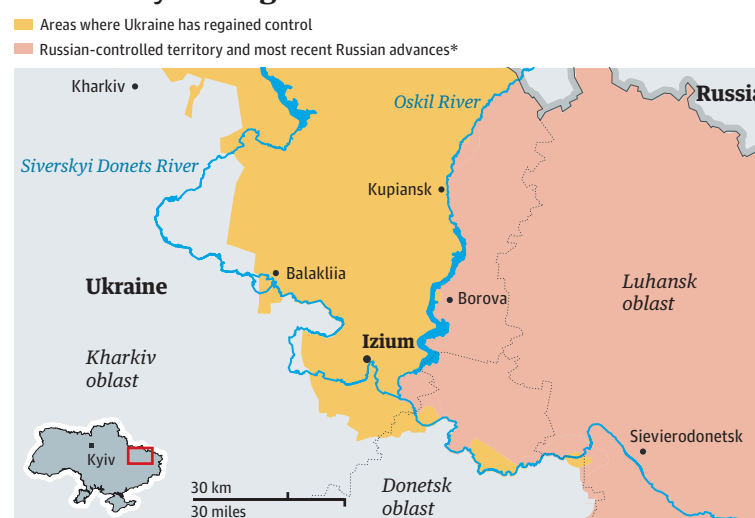 Areas where Ukraine has regained control
Russian-controlled territory and most recent Russian advances*
Kharkiv
Oskil River
Russia
Siverskyi Donets River
Kupiansk
Balakliia
Ukraine
Luhansk
oblast
Borova
Izium
Kharkiv
oblast
Sievierodonetsk
Kyiv
30 km
30 miles
Donetsk
oblast